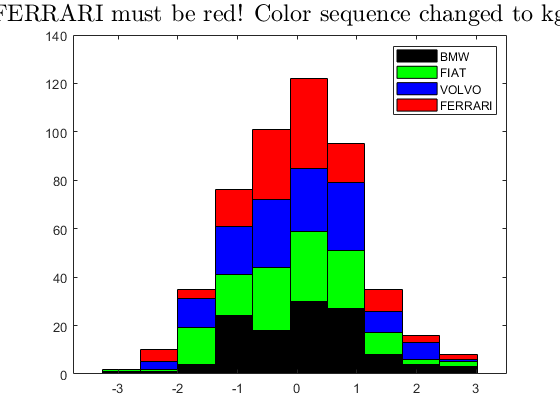 FERRARI must be red! Color sequence changed to kg
140
120
100
80
60
40
20
0
-3 -2 -1 0 1 2 3
BMW
FIAT
VOLVO
FERRARI